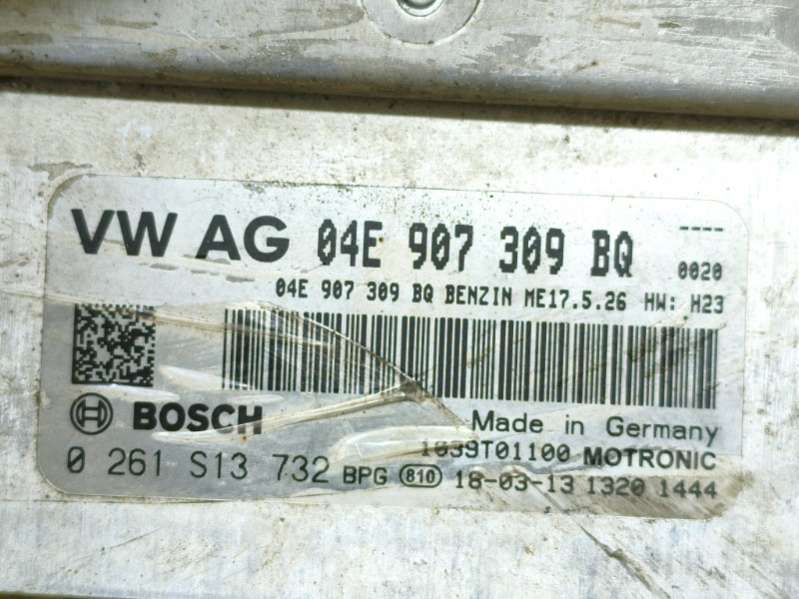 VW AG 04E 907 309 BQ ----
0020
04E 907 309 BQ BENZIN ME17.5.26 HW: H23
BOSCH Made in Germany
1039T01100 MOTRONIC
0 261 S13 732 BPG 810 18-03-13 1320 1444